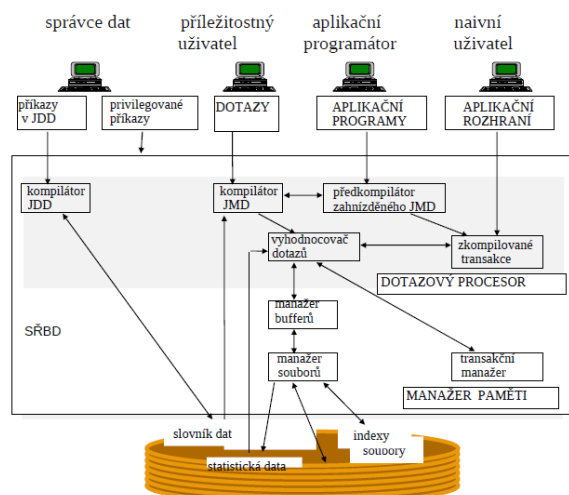 správce dat
příležitostný
uživatel
aplikační
programátor
naivní
uživatel
příkazy
v JDD
privilegované
příkazy
DOTAZY
APLIKAČNÍ
PROGRAMY
APLIKAČNÍ
ROZHRANÍ
kompilátor
JDD
kompilátor
JMD
předkompilátor
zahnízděného JMD
vyhodnocovač
dotazů
zkompilované
transakce
DOTAZOVÝ PROCESOR
manažer
bufferů
SŘBD
manažer
souborů
transakční
manažer
MANAŽER PAMĚTI
slovník dat
indexy
soubory
statistická data